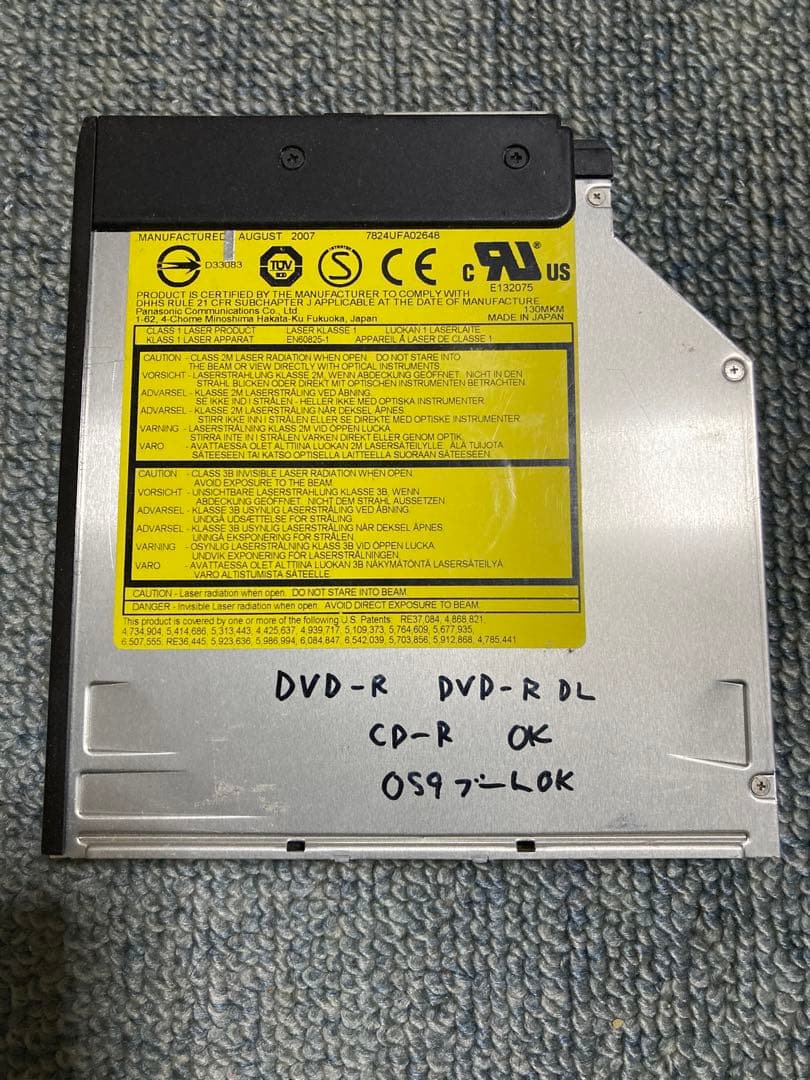 MANUFACTURED AUGUST 2007 7824UFA02648
D33083 TÜV S CE c RU ® US
E132075
PRODUCT IS CERTIFIED BY THE MANUFACTURER TO COMPLY WITH
DHHS RULE 21 CFR SUBCHAPTER J APPLICABLE AT THE DATE OF MANUFACTURE
Panasonic Communications Co., Ltd 130MKM
1-62, 4-Chome Minoshima Hakata-Ku Fukuoka, Japan MADE IN JAPAN
CLASS 1 LASER PRODUCT LASER KLASSE 1 LUOKAN 1 LASERLAITE
KLASS 1 LASER APPARAT EN60825-1 APPAREIL À LASER DE CLASSE 1
CAUTION - CLASS 2M LASER RADIATION WHEN OPEN. DO NOT STARE INTO
THE BEAM OR VIEW DIRECTLY WITH OPTICAL INSTRUMENTS.
VORSICHT - LASERSTRAHLUNG KLASSE 2M, WENN ABDECKUNG GEÖFFNET. NICHT IN DEN
STRAHL BLICKEN ODER DIREKT MIT OPTISCHEN INSTRUMENTEN BETRACHTEN.
ADVARSEL - KLASSE 2M LASERSTRÅLING VED ÅBNING.
SE IKKE IND I STRÅLEN - HELLER IKKE MED OPTISKA INSTRUMENTER.
ADVARSEL - KLASSE 2M LASERSTRÅLING NÅR DEKSEL ÅPNES.
STIRR IKKE INN I STRÅLEN ELLER SE DIREKTE MED OPTISKE INSTRUMENTER.
VARNING - LASERSTRÅLNING KLASS 2M VID ÖPPEN LUCKA.
STIRRA INTE IN I STRÅLEN VARKEN DIREKT ELLER GENOM OPTIK.
VARO - AVATTAESSA OLET ALTTIINA LUOKAN 2M LASERSÄTEILYLLE. ÄLÄ TUIJOTA
SÄTEESEEN TAI KATSO OPTISELLA LAITTEELLA SUORAAN SÄTEESEEN.
CAUTION - CLASS 3B INVISIBLE LASER RADIATION WHEN OPEN.
AVOID EXPOSURE TO THE BEAM.
VORSICHT - UNSICHTBARE LASERSTRAHLUNG KLASSE 3B, WENN
ABDECKUNG GEÖFFNET. NICHT DEM STRAHL AUSSETZEN.
ADVARSEL - KLASSE 3B USYNLIG LASERSTRÅLING VED ÅBNING.
UNDGÅ UDSÆTTELSE FOR STRÅLING.
ADVARSEL - KLASSE 3B USYNLIG LASERSTRÅLING NÅR DEKSEL ÅPNES.
UNNGÅ EKSPONERING FOR STRÅLEN.
VARNING - OSYNLIG LASERSTRÅLNING KLASS 3B VID ÖPPEN LUCKA.
UNDVIK EXPONERING FÖR LASERSTRÅLNINGEN.
VARO - AVATTAESSA OLET ALTTIINA LUOKAN 3B NÄKYMÄTÖNTÄ LASERSÄTEILYÄ.
VARO ALTISTUMISTA SÄTEELLE.
CAUTION - Laser radiation when open. DO NOT STARE INTO BEAM.
DANGER - Invisible Laser radiation when open. AVOID DIRECT EXPOSURE TO BEAM.
This product is covered by one or more of the following U.S. Patents: RE37,084, 4,868,821,
4,734,904, 5,414,686, 5,313,443, 4,425,637, 4,939,717, 5,109,373, 5,764,609, 5,677,935,
6,507,555, RE36,445, 5,923,636, 5,986,994, 6,084,847, 6,542,039, 5,703,856, 5,912,868, 4,785,441
DVD-R DVD-R DL
CD-R OK
OS9 ブートOK